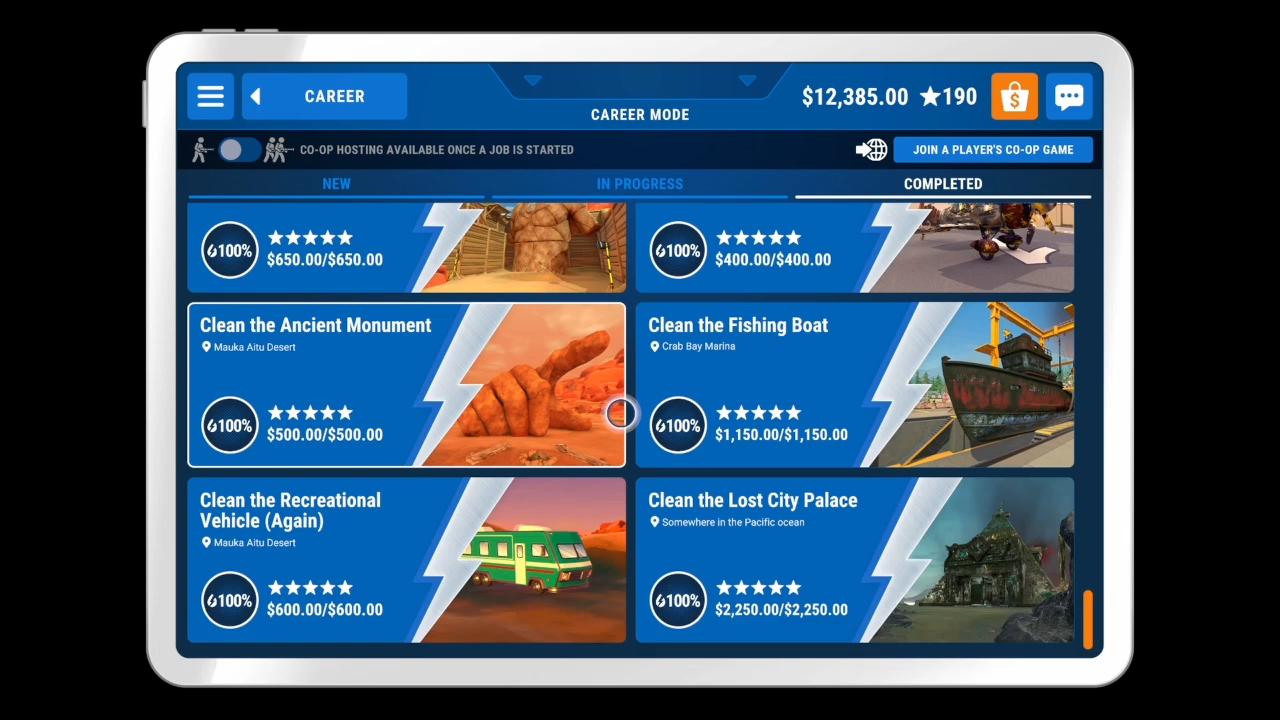 CAREER
CAREER MODE
$12,385.00 ★190
$
CO-OP HOSTING AVAILABLE ONCE A JOB IS STARTED
JOIN A PLAYER'S CO-OP GAME
NEW
IN PROGRESS
COMPLETED
100%
★★★★★
$650.00/$650.00
100%
★★★★★
$400.00/$400.00
Clean the Ancient Monument
Mauka Aitu Desert
100%
★★★★★
$500.00/$500.00
Clean the Fishing Boat
Crab Bay Marina
100%
★★★★★
$1,150.00/$1,150.00
Clean the Recreational
Vehicle (Again)
Mauka Aitu Desert
100%
★★★★★
$600.00/$600.00
Clean the Lost City Palace
Somewhere in the Pacific ocean
100%
★★★★★
$2,250.00/$2,250.00